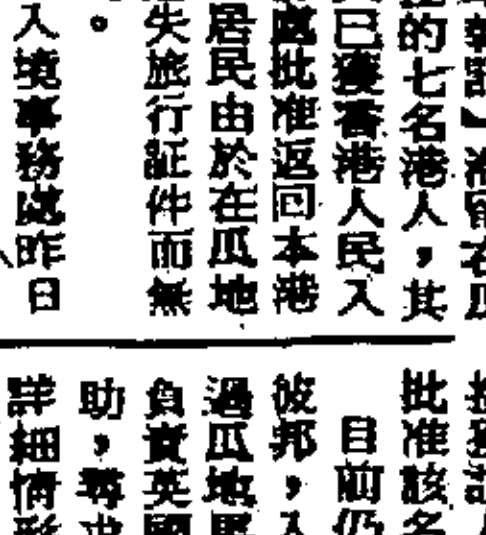 的七名港人，其
已獲香港人民入
處批准返回本港
居民由於在瓜地
失旅行証件而無
。
入境事務處昨日
批准該名
目前仍
彼邦，入
過瓜地
負責英國
助，尋求
詳細情形